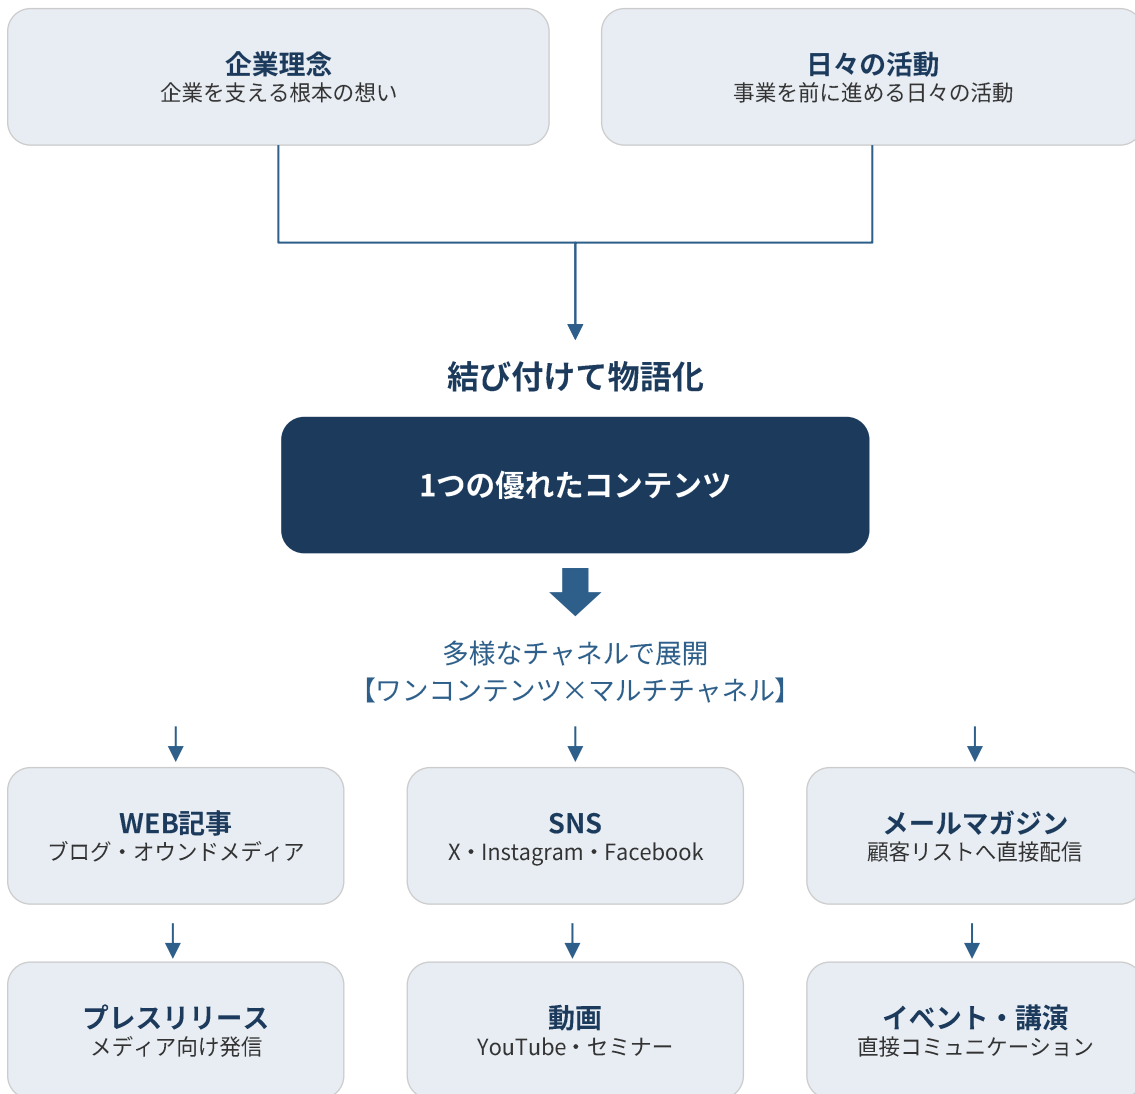 企業理念
企業を支える根本の想い
日々の活動
事業を前に進める日々の活動
結び付けて物語化
1つの優れたコンテンツ
多様なチャネルで展開
【ワンコンテンツ×マルチチャネル】
WEB記事
ブログ・オウンドメディア
SNS
X・Instagram・Facebook
メールマガジン
顧客リストへ直接配信
プレスリリース
メディア向け発信
動画
YouTube・セミナー
イベント・講演
直接コミュニケーション